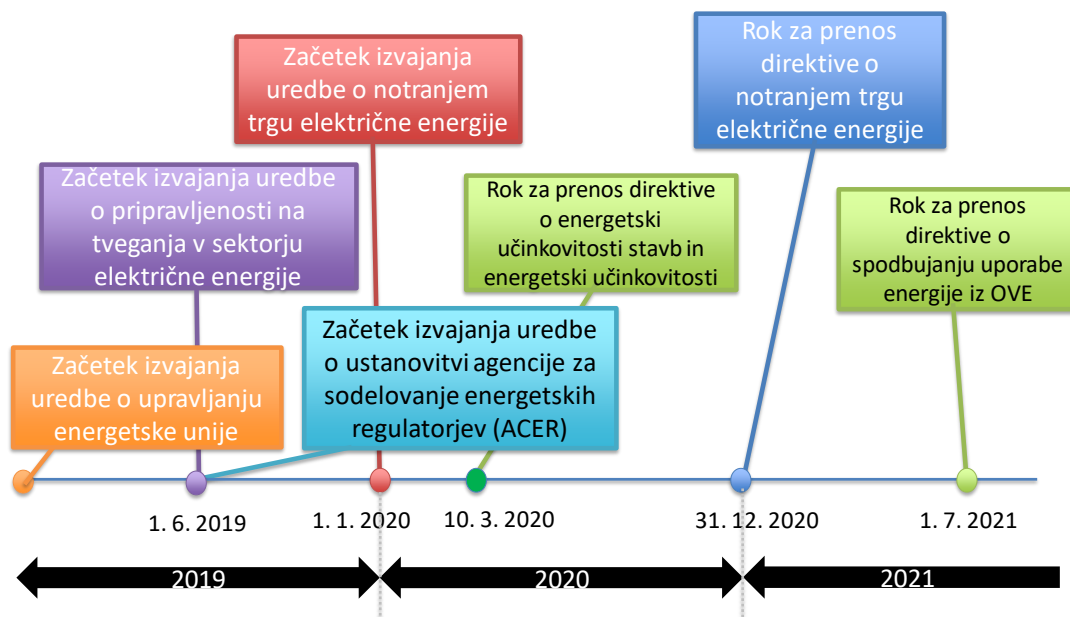 Začetek izvajanja
uredbe o notranjem
trgu električne energije
Rok za prenos
direktive o
notranjem trgu
električne energije
Začetek izvajanja uredbe
o pripravljenosti na
tveganja v sektorju
električne energije
Rok za prenos direktive
o energetski
učinkovitosti stavb in
energetski učinkovitosti
Rok za prenos
direktive o
spodbujanju uporabe
energije iz OVE
Začetek izvajanja
uredbe o upravljanju
energetske unije
Začetek izvajanja uredbe
o ustanovitvi agencije za
sodelovanje energetskih
regulatorjev (ACER)
1. 6. 2019
1. 1. 2020
10. 3. 2020
31. 12. 2020
1. 7. 2021
2019
2020
2021